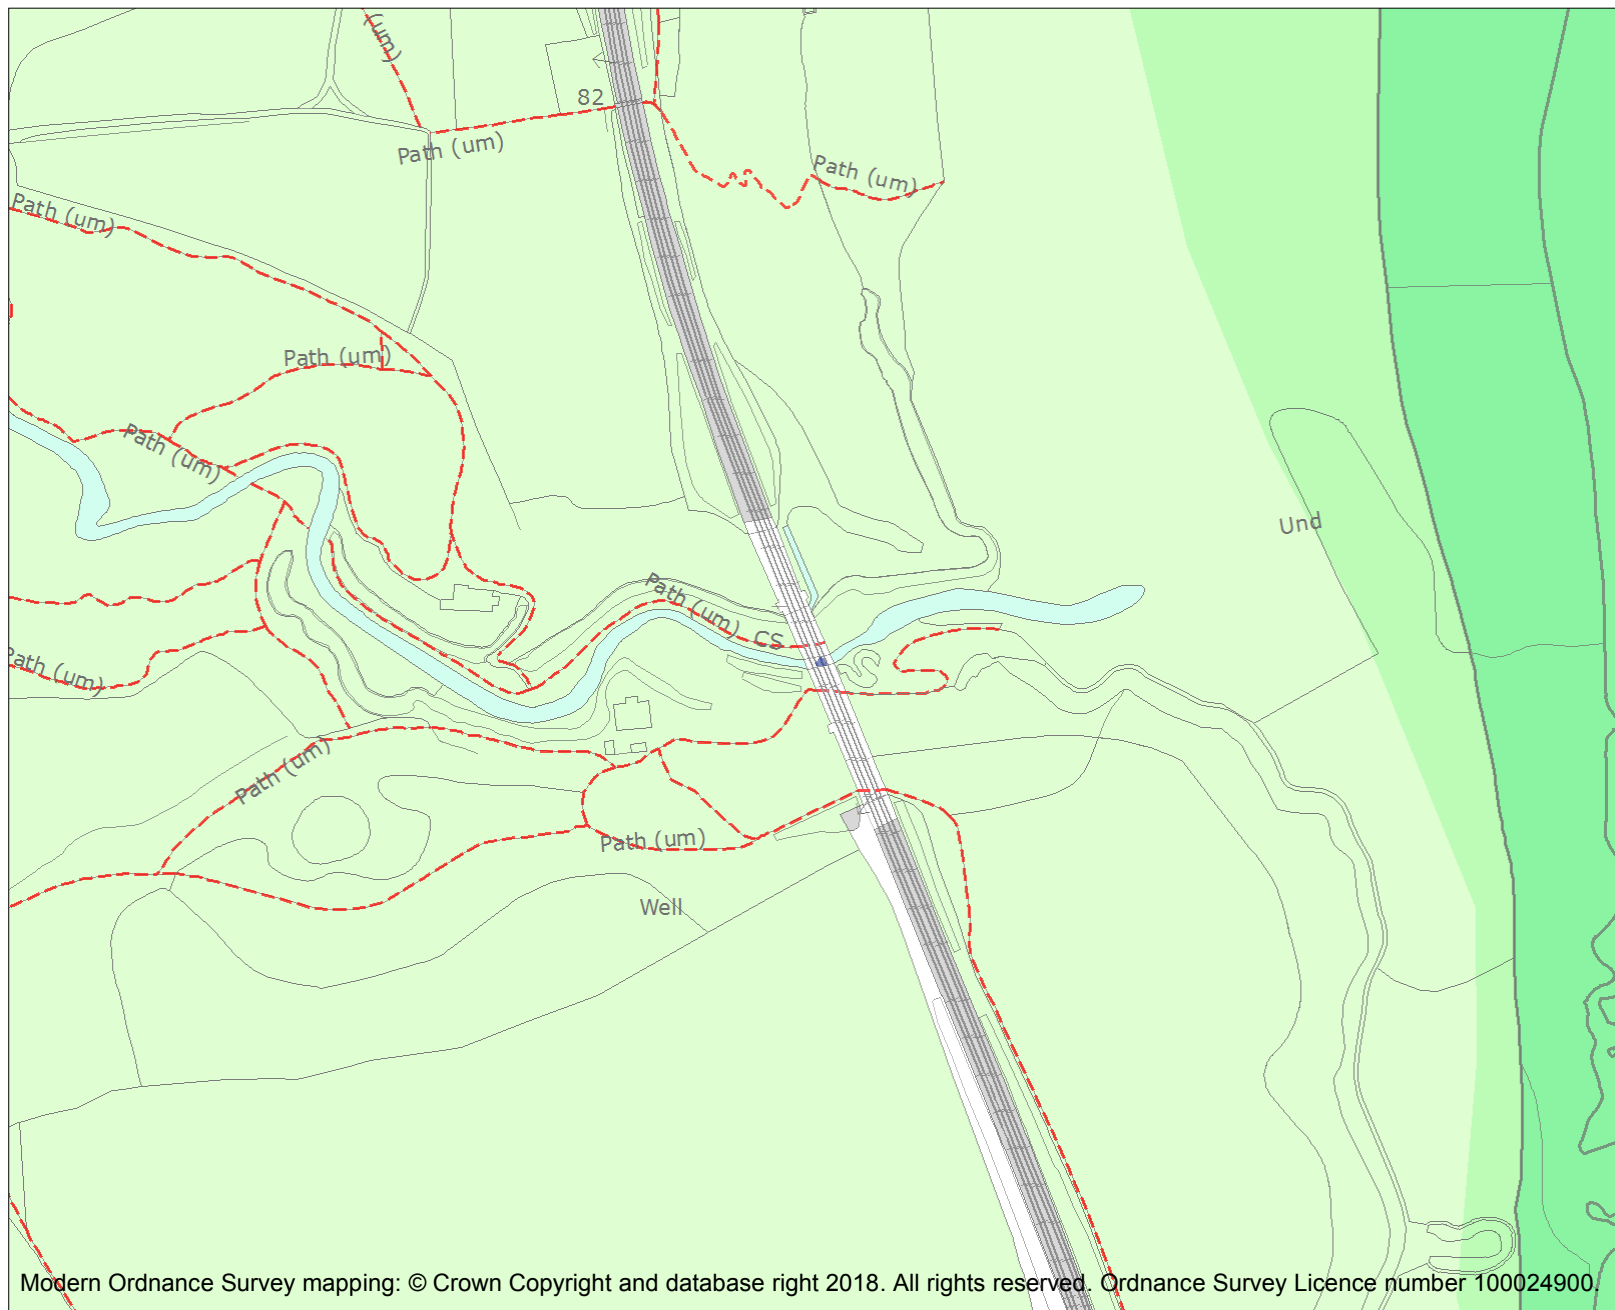 (um)
82
Path (um)
Path (um)
Path (um)
Path (um)
Path (um)
Und
Path (um)
CS
Path (um)
Path (um)
Path (um)
Well
Modern Ordnance Survey mapping: © Crown Copyright and database right 2018. All rights reserved. Ordnance Survey Licence number 100024900.